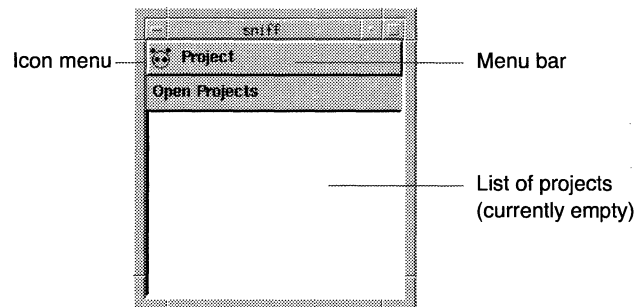 sniff
Icon menu
Project
Menu bar
Open Projects
List of projects
(currently empty)